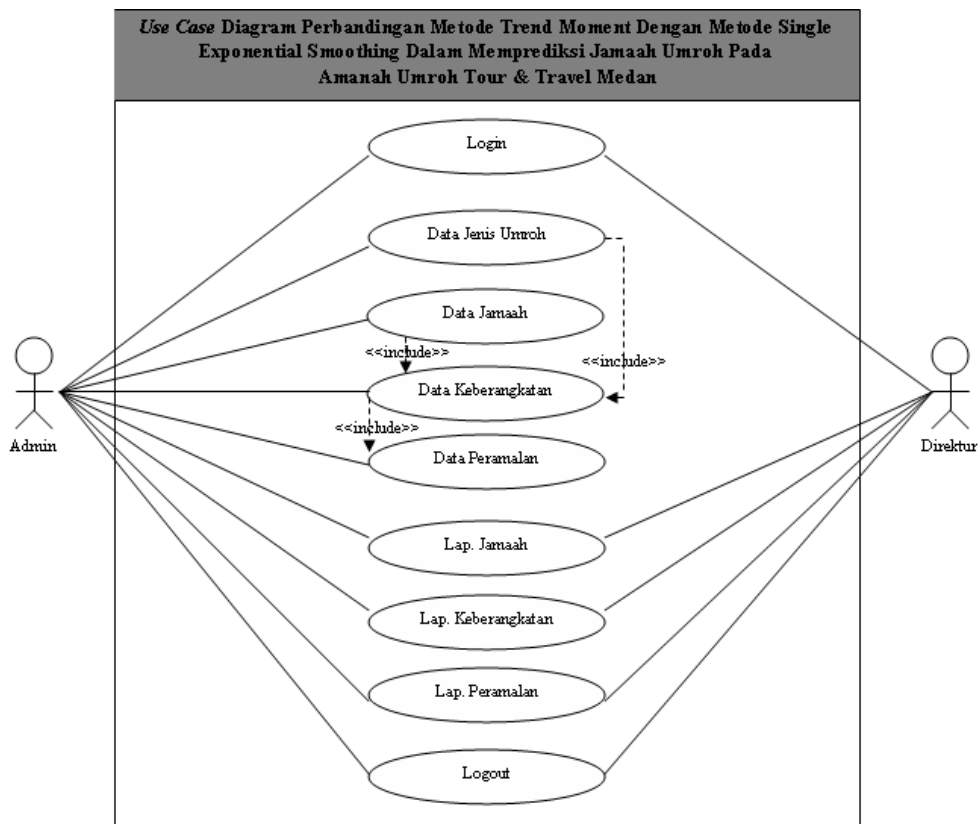 Use Case Diagram Perbandingan Metode Trend Moment Dengan Metode Single
Exponential Smoothing Dalam Memprediksi Jamaah Umroh Pada
Amanah Umroh Tour & Travel Medan
Login
Data Jenis Umroh
Data Jamaah
<<include>>
<<include>>
Data Keberangkatan
<<include>>
Data Peramalan
Admin
Direktur
Lap. Jamaah
Lap. Keberangkatan
Lap. Peramalan
Logout